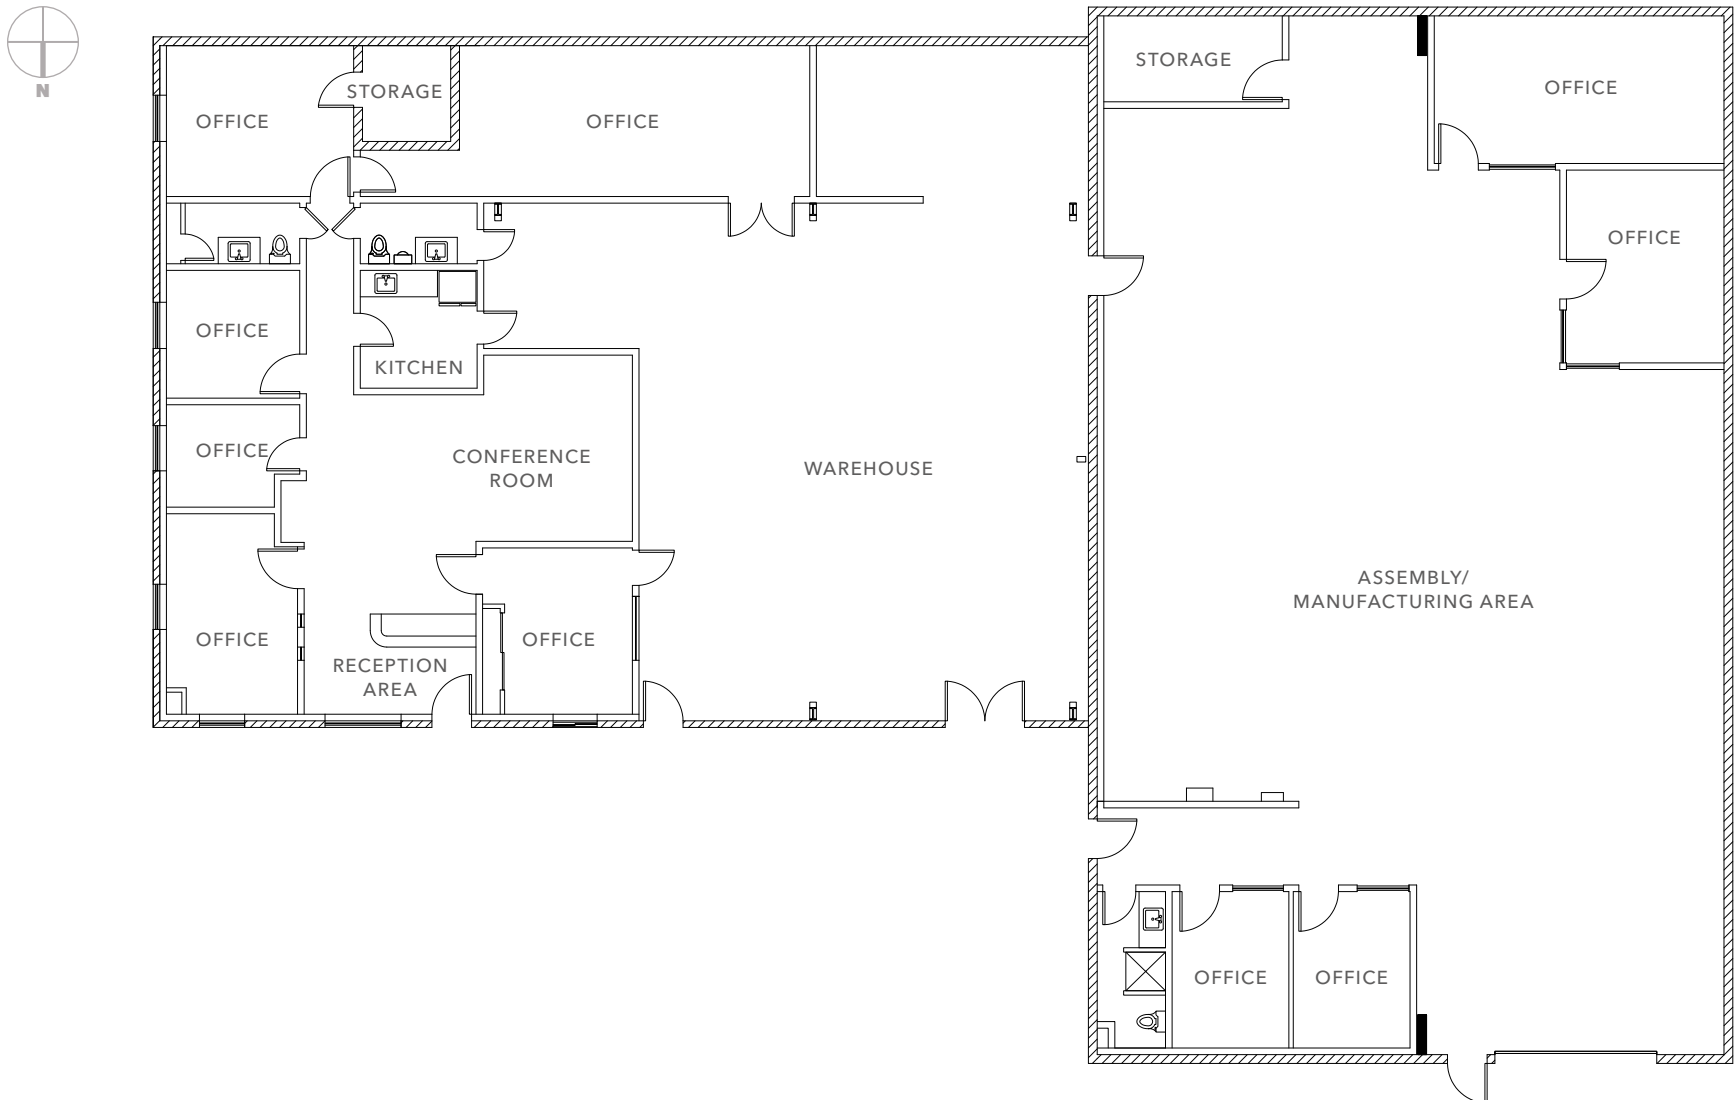 N
STORAGE
OFFICE
STORAGE
OFFICE
OFFICE
OFFICE
OFFICE
KITCHEN
OFFICE
CONFERENCE
ROOM
WAREHOUSE
OFFICE
ASSEMBLY/
MANUFACTURING AREA
OFFICE
RECEPTION
AREA
OFFICE
OFFICE
OFFICE